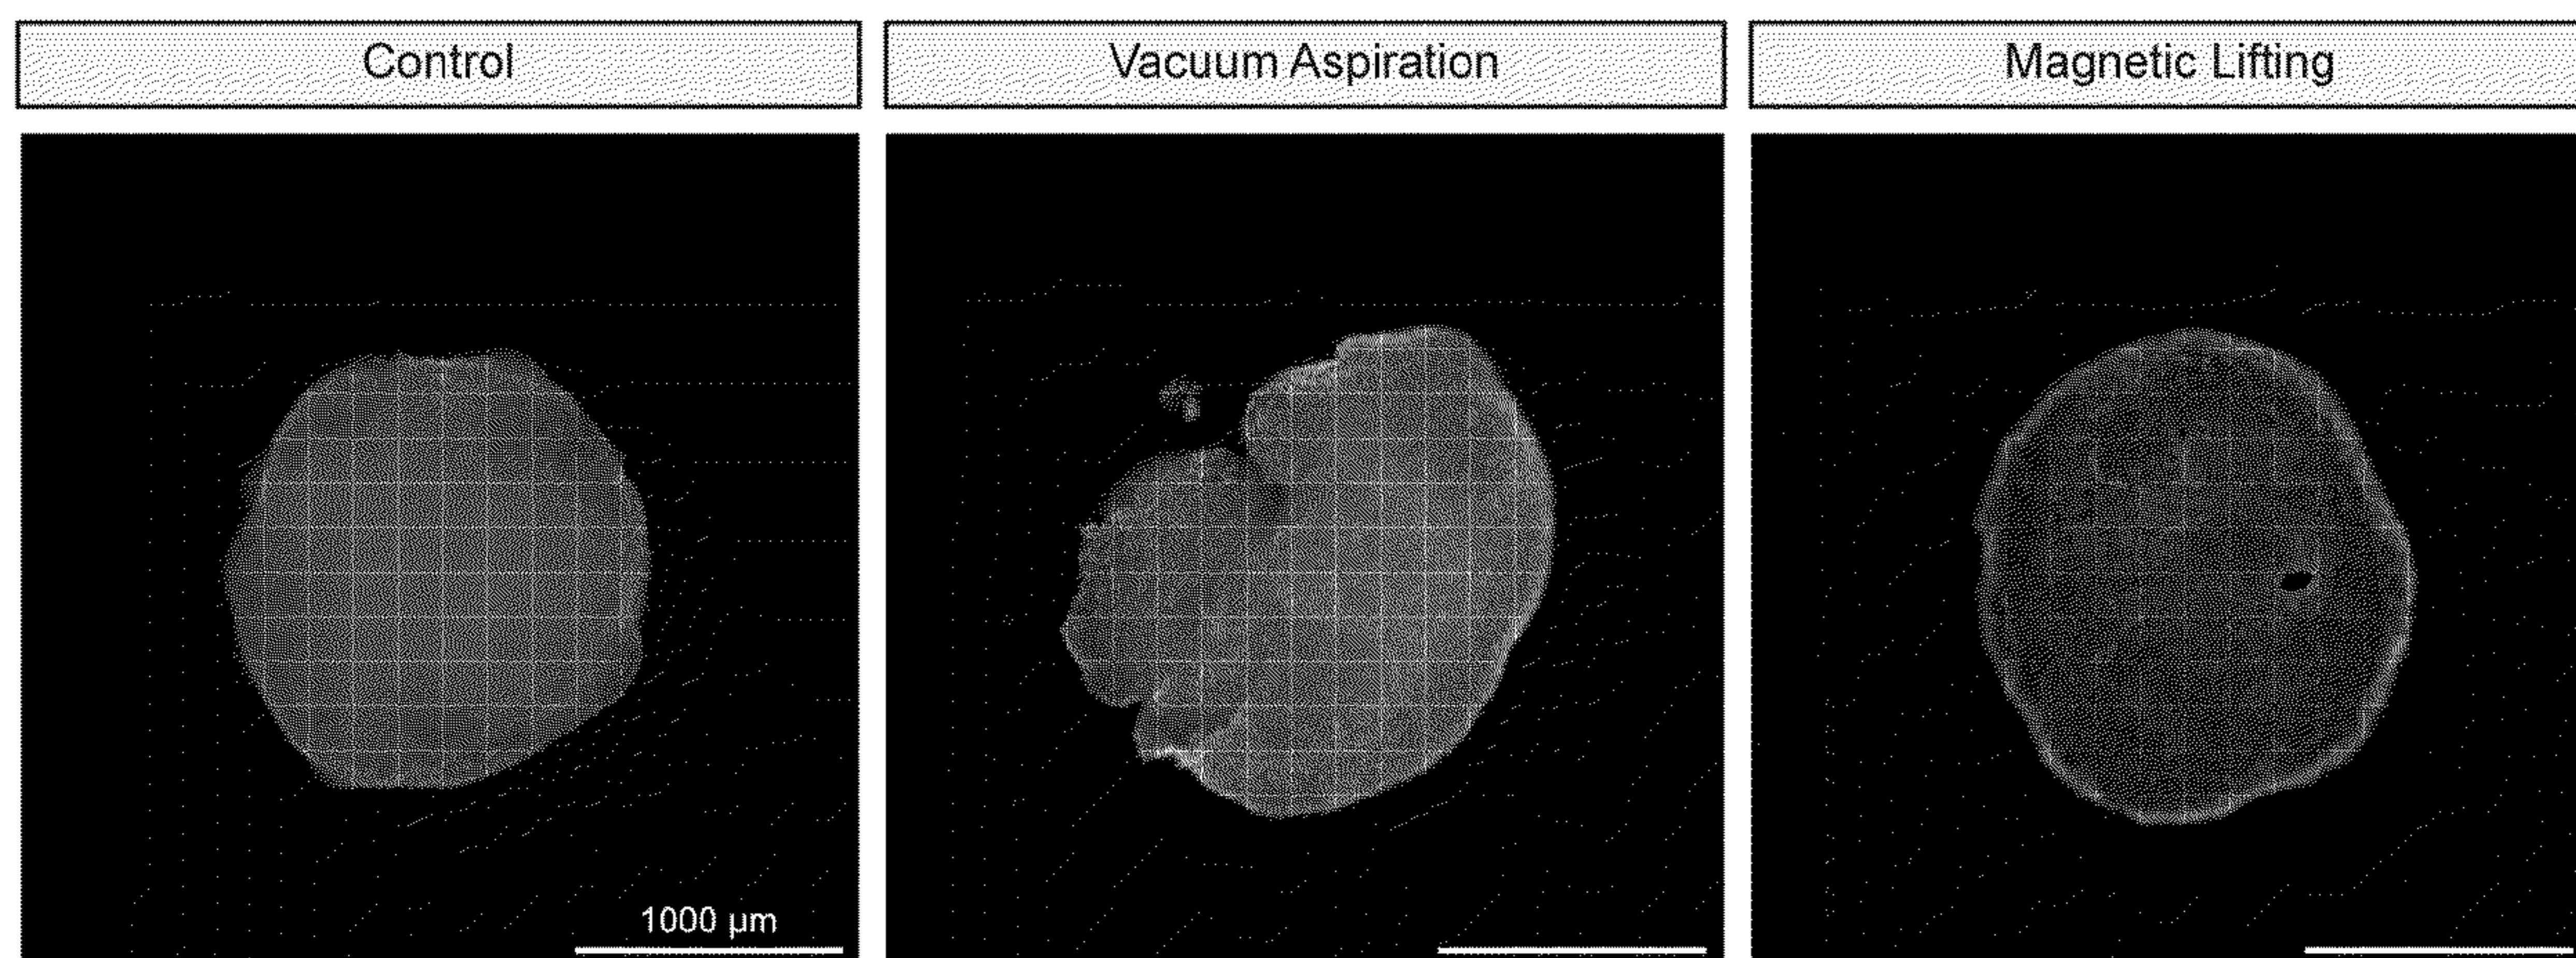 Control
Vacuum Aspiration
Magnetic Lifting
1000 µm